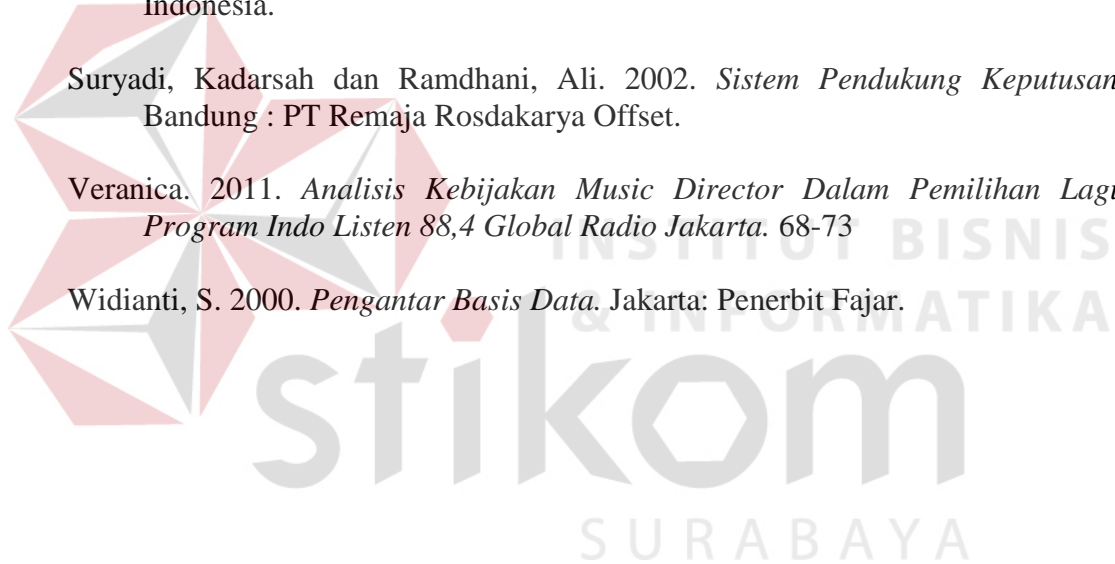 Indonesia.
Suryadi, Kadarsah dan Ramdhani, Ali. 2002. Sistem Pendukung Keputusan
Bandung : PT Remaja Rosdakarya Offset.
Veranica. 2011. Analisis Kebijakan Music Director Dalam Pemilihan Lagu
Program Indo Listen 88,4 Global Radio Jakarta. 68-73
INSTITUT BISNIS
Widianti, S. 2000. Pengantar Basis Data. Jakarta: Penerbit Fajar.
& INFORMATIKA
stikom
SURABAYA